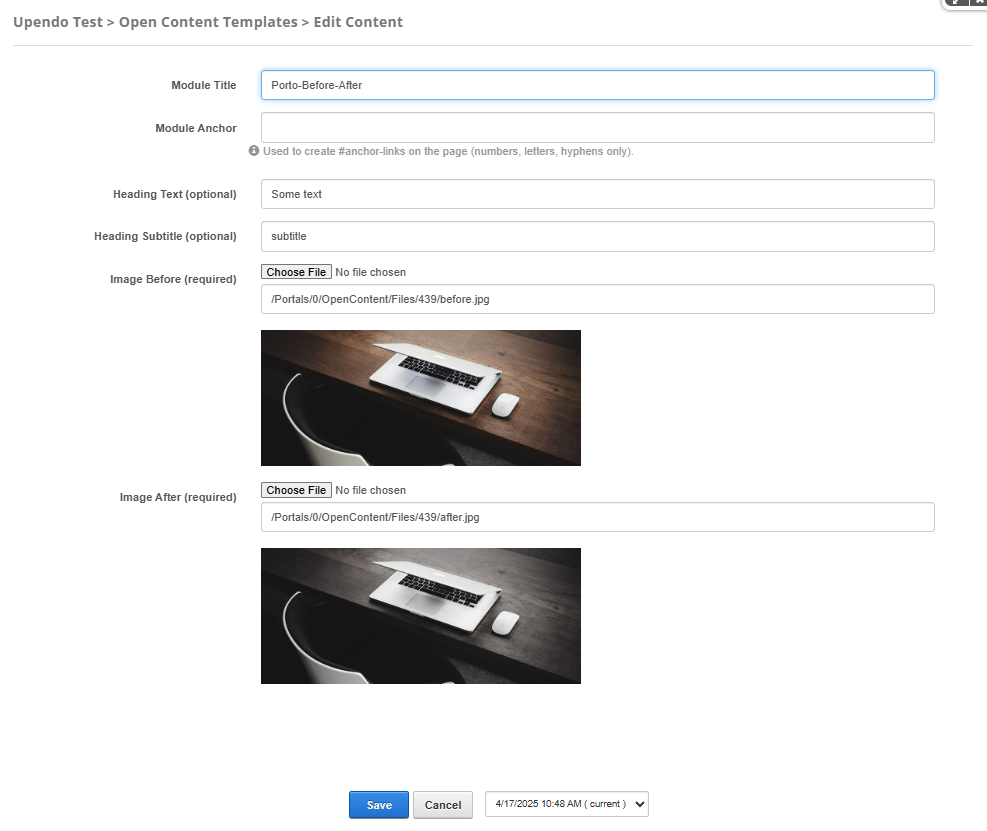 Upendo Test > Open Content Templates > Edit Content
Module Title
Porto-Before-After
Module Anchor
Used to create #anchor-links on the page (numbers, letters, hyphens only).
Heading Text (optional)
Some text
Heading Subtitle (optional)
subtitle
Image Before (required)
Choose File No file chosen
/Portals/0/OpenContent/Files/439/before.jpg
Image After (required)
Choose File No file chosen
/Portals/0/OpenContent/Files/439/after.jpg
Save Cancel 4/17/2025 10:48 AM ( current )